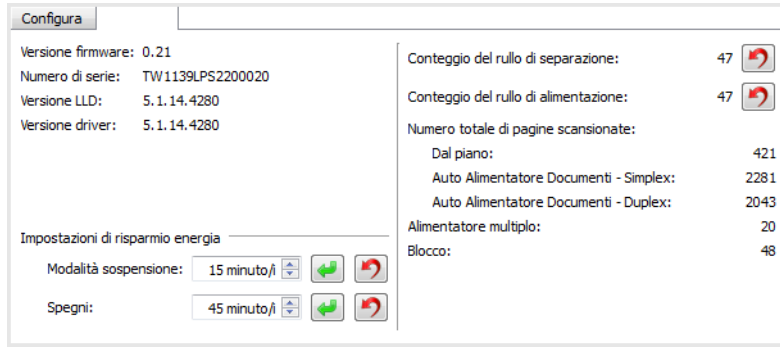 Configura
Versione firmware: 0.21
Numero di serie: TW1139LPS2200020
Versione LLD: 5.1.14.4280
Versione driver: 5.1.14.4280
Impostazioni di risparmio energia
Modalità sospensione: 15 minuto/i
Spegni: 45 minuto/i
Conteggio del rullo di separazione: 47
Conteggio del rullo di alimentazione: 47
Numero totale di pagine scansionate:
Dal piano: 421
Auto Alimentatore Documenti - Simplex: 2281
Auto Alimentatore Documenti - Duplex: 2043
Alimentatore multiplo: 20
Blocco: 48